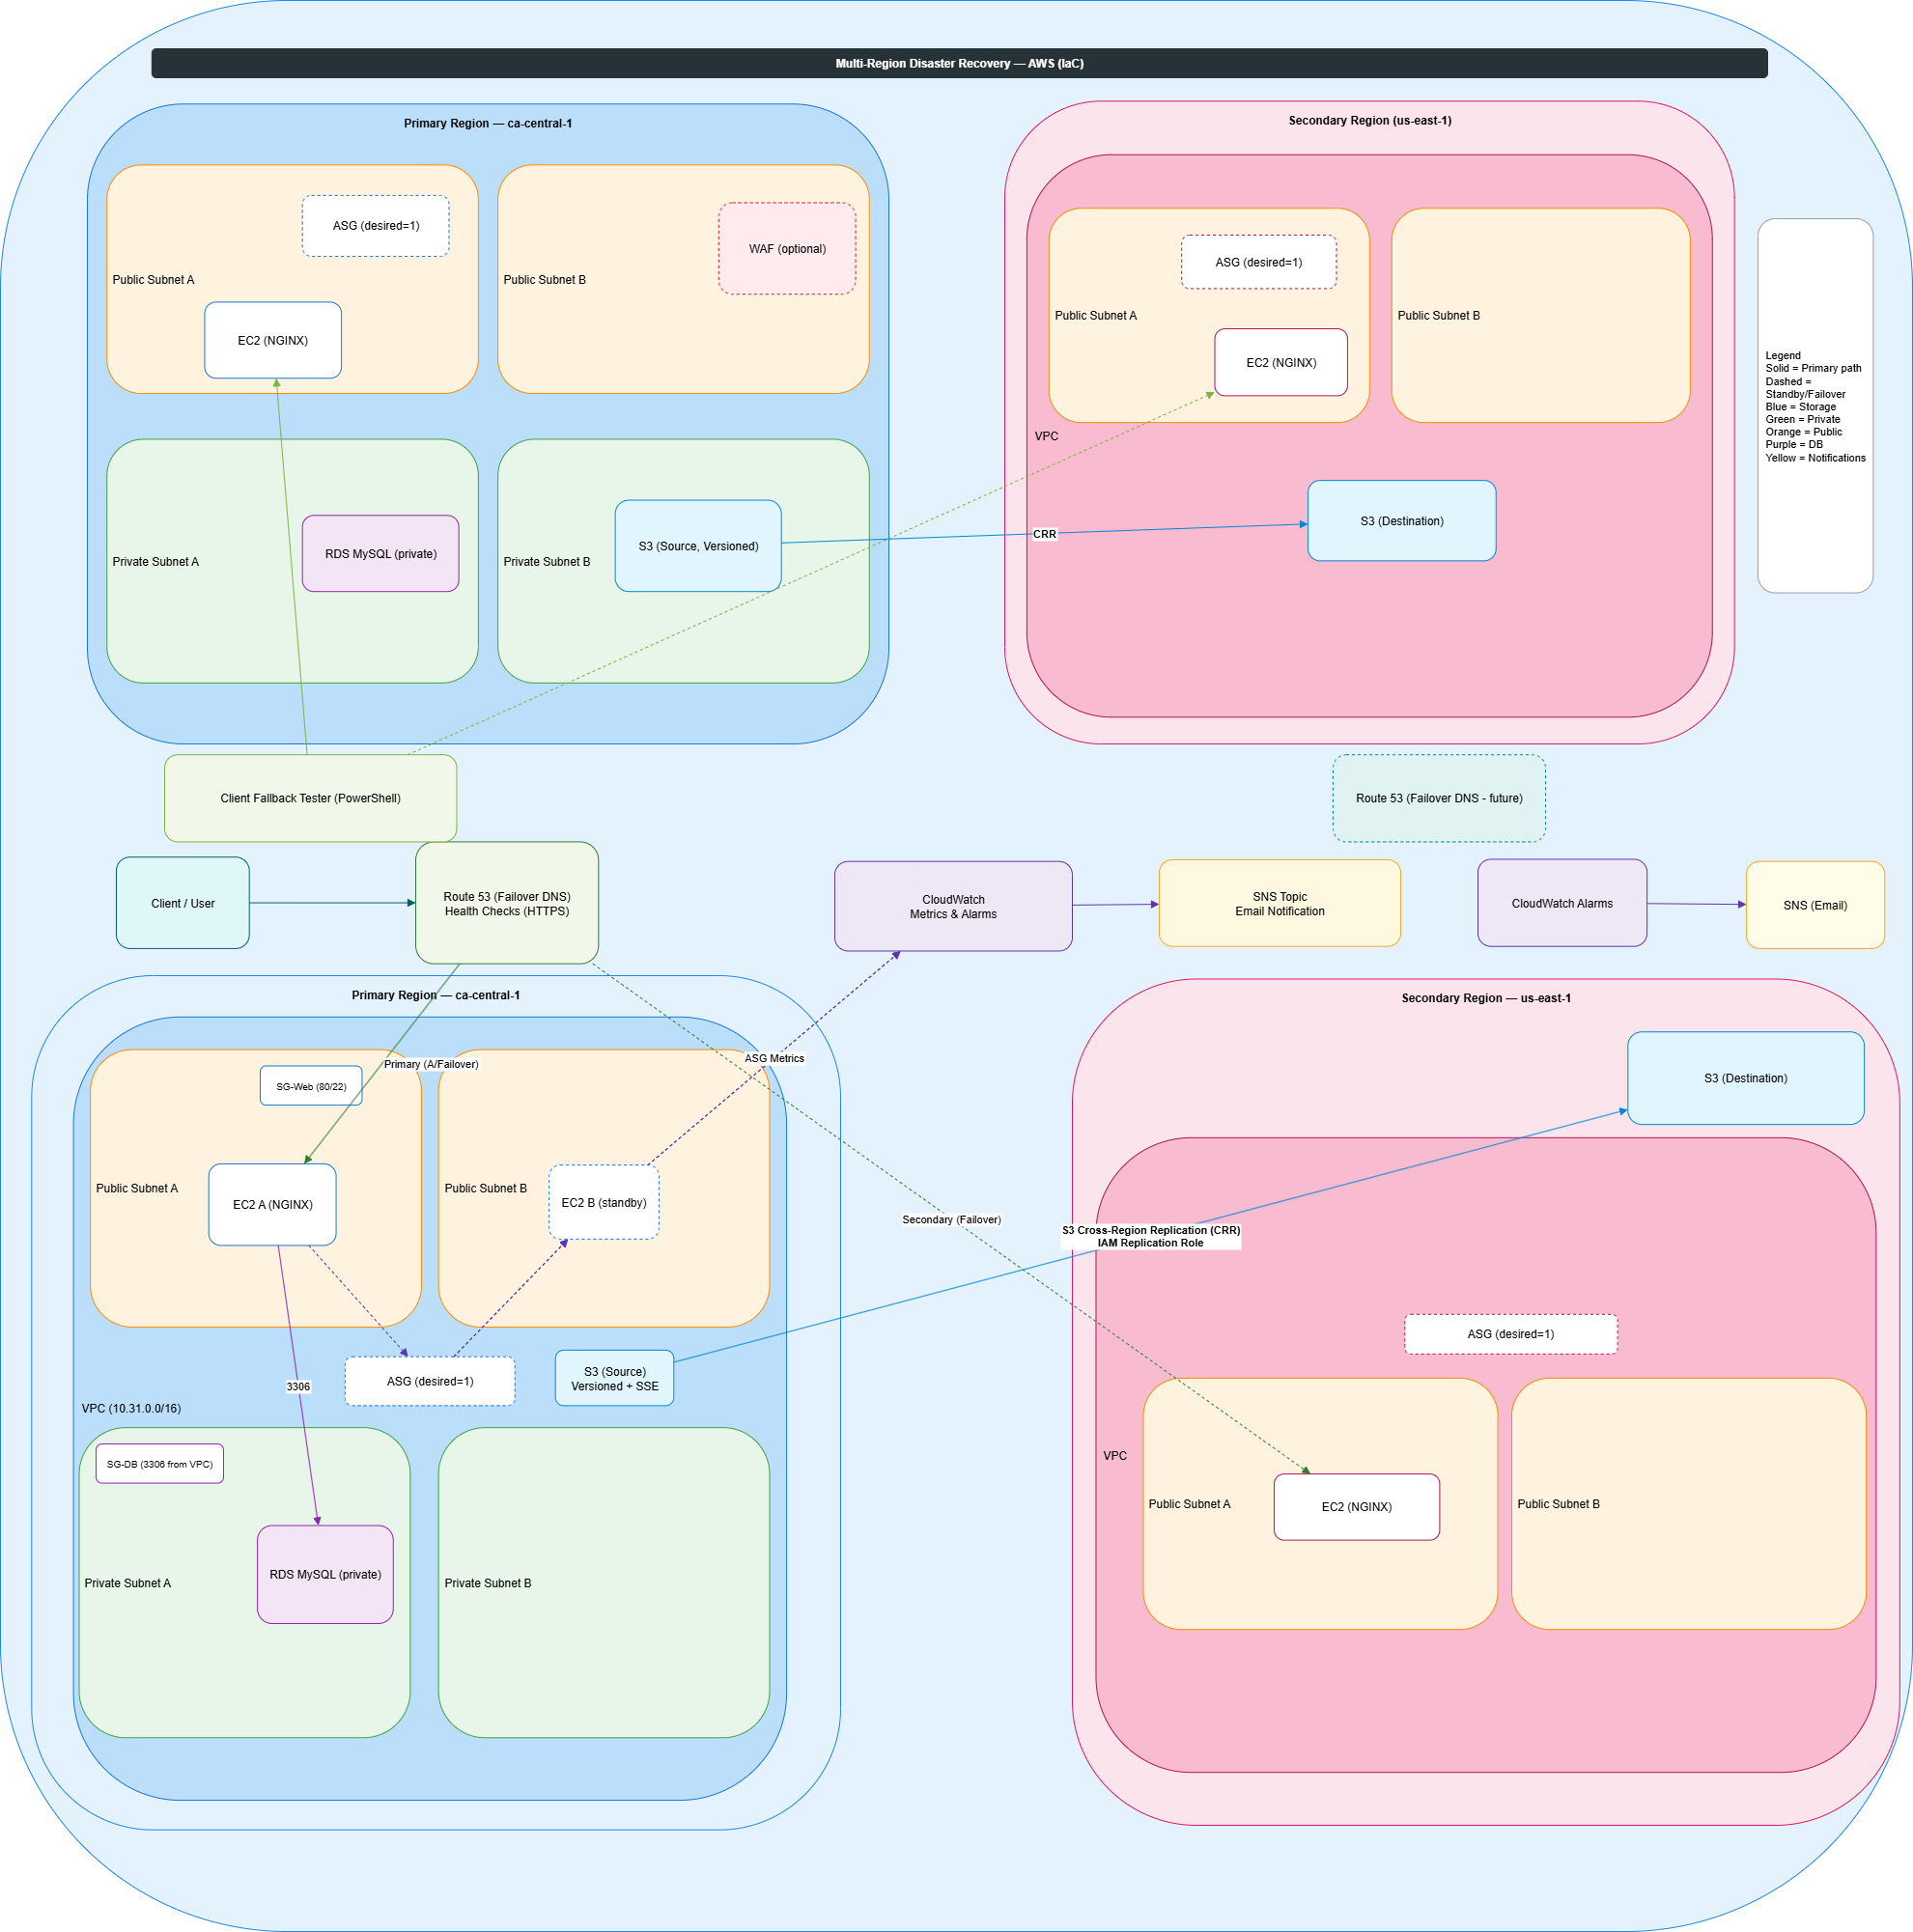 Multi-Region Disaster Recovery — AWS (IaC)
Primary Region — ca-central-1
ASG (desired=1)
Public Subnet A
EC2 (NGINX)
WAF (optional)
Public Subnet B
Private Subnet A
RDS MySQL (private)
Private Subnet B
S3 (Source, Versioned)
CRR
Secondary Region (us-east-1)
ASG (desired=1)
Public Subnet A
EC2 (NGINX)
Public Subnet B
VPC
S3 (Destination)
Legend
Solid = Primary path
Dashed =
Standby/Failover
Blue = Storage
Green = Private
Orange = Public
Purple = DB
Yellow = Notifications
Client Fallback Tester (PowerShell)
Route 53 (Failover DNS - future)
Client / User
Route 53 (Failover DNS)
Health Checks (HTTPS)
CloudWatch
Metrics & Alarms
SNS Topic
Email Notification
CloudWatch Alarms
SNS (Email)
Primary Region — ca-central-1
Primary (A/Failover)
ASG Metrics
SG-Web (80/22)
Public Subnet A
EC2 A (NGINX)
Public Subnet B
EC2 B (standby)
3306
ASG (desired=1)
S3 (Source)
Versioned + SSE
VPC (10.31.0.0/16)
SG-DB (3306 from VPC)
Private Subnet A
RDS MySQL (private)
Private Subnet B
Secondary (Failover)
S3 Cross-Region Replication (CRR)
IAM Replication Role
Secondary Region — us-east-1
S3 (Destination)
ASG (desired=1)
VPC
Public Subnet A
EC2 (NGINX)
Public Subnet B